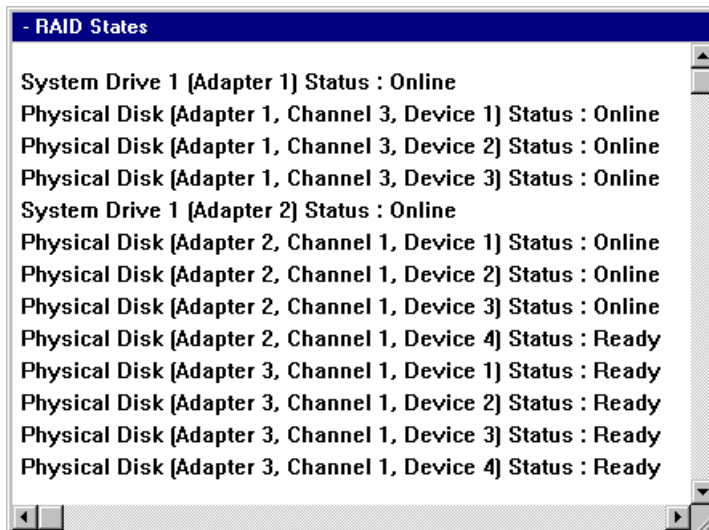 - RAID States
System Drive 1 (Adapter 1) Status : Online
Physical Disk (Adapter 1, Channel 3, Device 1) Status : Online
Physical Disk (Adapter 1, Channel 3, Device 2) Status : Online
Physical Disk (Adapter 1, Channel 3, Device 3) Status : Online
System Drive 1 (Adapter 2) Status : Online
Physical Disk (Adapter 2, Channel 1, Device 1) Status : Online
Physical Disk (Adapter 2, Channel 1, Device 2) Status : Online
Physical Disk (Adapter 2, Channel 1, Device 3) Status : Online
Physical Disk (Adapter 2, Channel 1, Device 4) Status : Ready
Physical Disk (Adapter 3, Channel 1, Device 1) Status : Ready
Physical Disk (Adapter 3, Channel 1, Device 2) Status : Ready
Physical Disk (Adapter 3, Channel 1, Device 3) Status : Ready
Physical Disk (Adapter 3, Channel 1, Device 4) Status : Ready